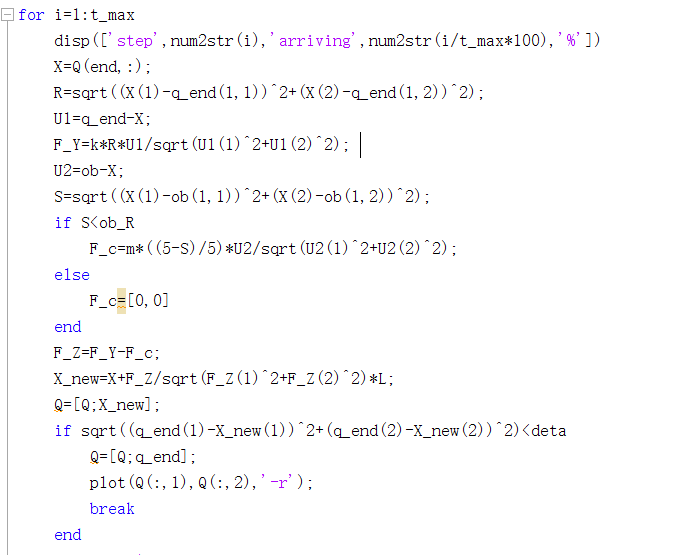 for i=1:t_max
disp(['step',num2str(i),'arriving',num2str(i/t_max*100),'%'])
X=Q(end,:);
R=sqrt((X(1)-q_end(1,1))^2+(X(2)-q_end(1,2))^2);
U1=q_end-X;
F_Y=k*R*U1/sqrt(U1(1)^2+U1(2)^2);
U2=ob-X;
S=sqrt((X(1)-ob(1,1))^2+(X(2)-ob(1,2))^2);
if S<ob_R
F_c=m*((5-S)/5)*U2/sqrt(U2(1)^2+U2(2)^2);
else
F_c=[0,0]
end
F_Z=F_Y-F_c;
X_new=X+F_Z/sqrt(F_Z(1)^2+F_Z(2)^2)*L;
Q=[Q;X_new];
if sqrt((q_end(1)-X_new(1))^2+(q_end(2)-X_new(2))^2)<deta
Q=[Q;q_end];
plot(Q(:,1),Q(:,2),'-r');
break
end